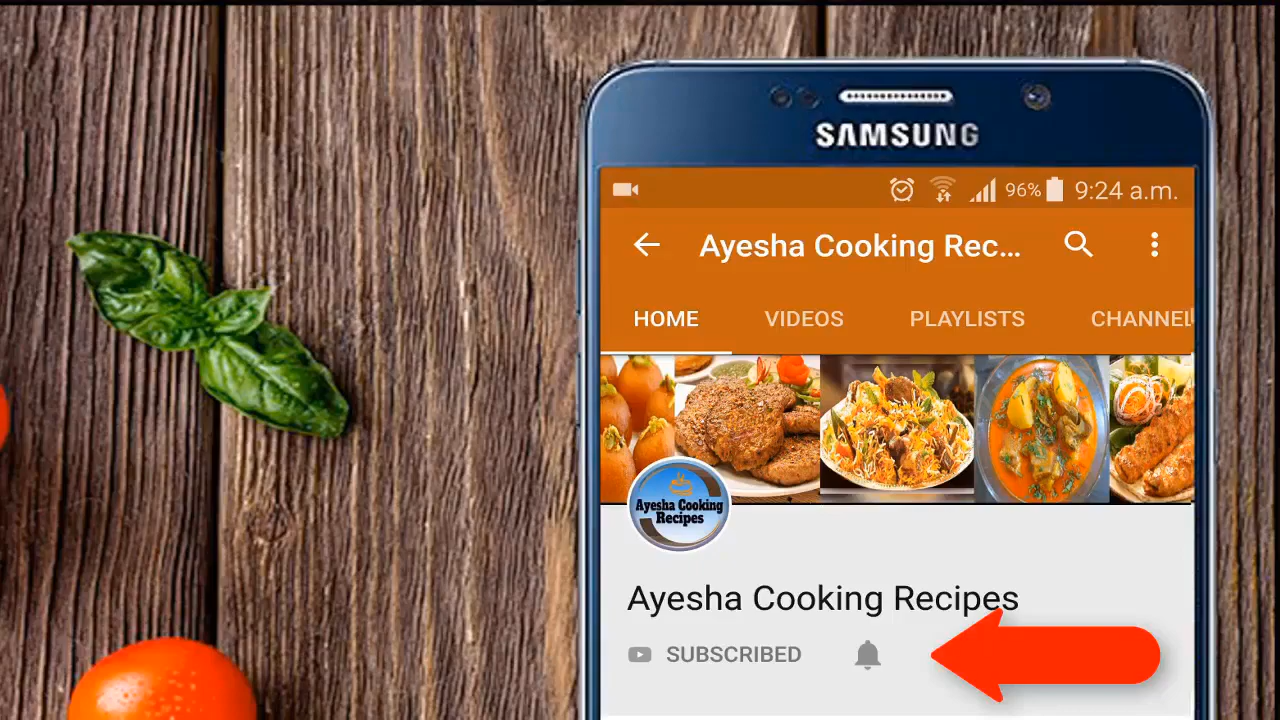 SAMSUNG
96% 9:24 a.m.
Ayesha Cooking Rec...
HOME VIDEOS PLAYLISTS CHANNEL
Ayesha Cooking
Recipes
Ayesha Cooking Recipes
SUBSCRIBED